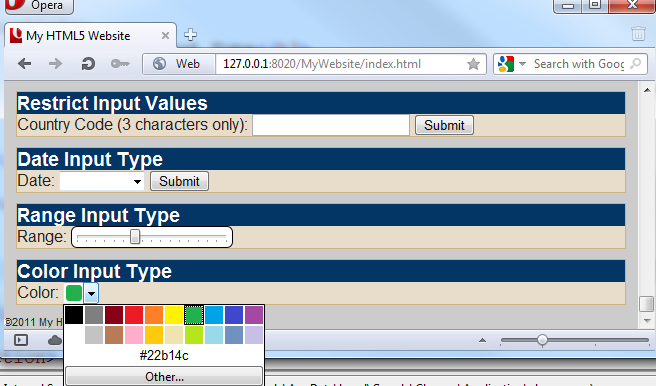 Opera
My HTML5 Website
Web 127.0.0.1:8020/MyWebsite/index.html Search with Goog
Restrict Input Values
Country Code (3 characters only): Submit
Date Input Type
Date: Submit
Range Input Type
Range:
Color Input Type
Color:
©2011 My H
#22b14c
Other...